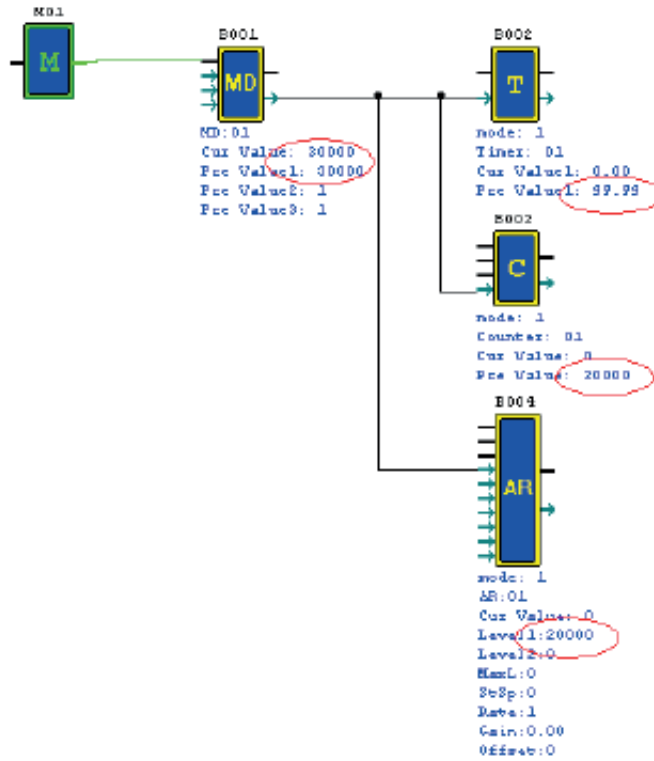 M01
M
B001
MD
MD:01
Cur Value: 30000
Pre Value1: 30000
Pre Value2: 1
Pre Value3: 1
B002
T
mode: 1
Timer: 01
Cur Value1: 0.00
Pre Value1: 99.99
B003
C
mode: 1
Counter: 01
Cur Value: 0
Pre Value: 20000
B004
AR
mode: 1
AR:01
Cur Value: 0
Level1:20000
Level2:0
MaxL:0
StSp:0
Rate:1
Gain:0.00
Offset:0